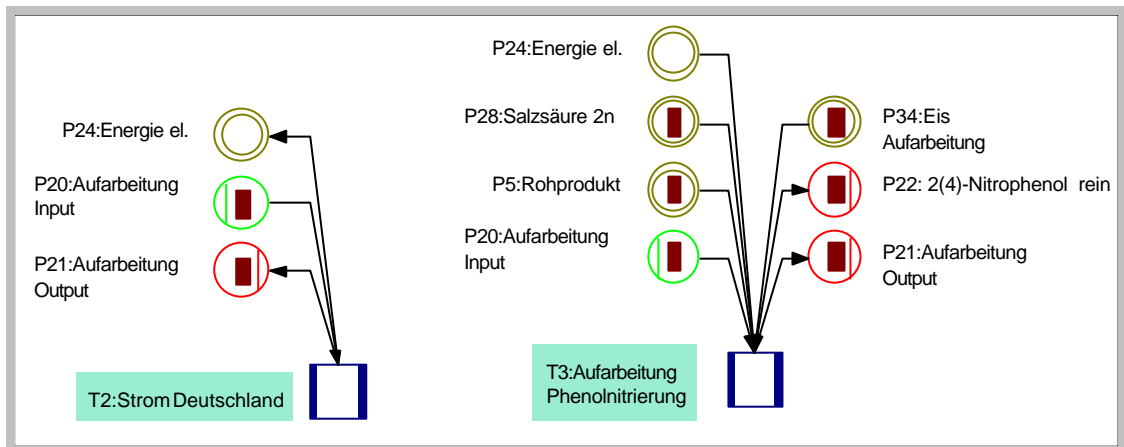 P24:Energie el.
P20:Aufarbeitung
Input
P21:Aufarbeitung
Output
T2:Strom Deutschland
P24:Energie el.
P28:Salzsäure 2n
P5:Rohprodukt
P20:Aufarbeitung
Input
P34:Eis
Aufarbeitung
P22: 2(4)-Nitrophenol rein
P21:Aufarbeitung
Output
T3:Aufarbeitung
Phenolnitrierung